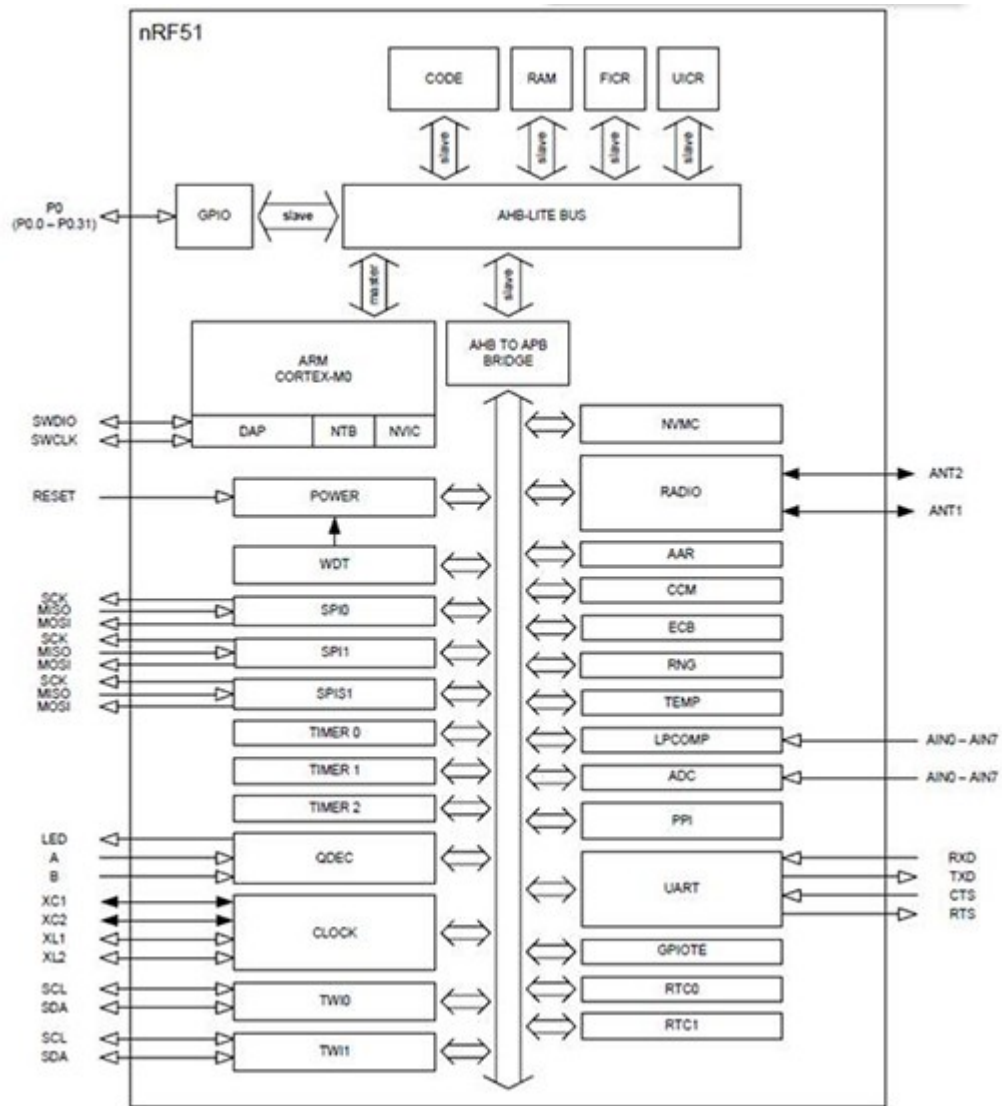 nRF51
CODE
RAM
FICR
UICR
slave
slave
slave
slave
P0
(P0.0 – P0.31)
GPIO
slave
AHB-LITE BUS
master
slave
ARM
CORTEX-M0
AHB TO APB
BRIDGE
SWDIO
SWCLK
DAP
NTB
NVIC
NVMC
RESET
POWER
RADIO
ANT2
ANT1
WDT
AAR
CCM
SCK
MISO
MOSI
SPI0
ECB
SCK
MISO
MOSI
SPI1
RNG
SCK
MISO
MOSI
SPIS1
TEMP
TIMER 0
LPCOMP
AIN0 – AIN7
TIMER 1
ADC
AIN0 – AIN7
TIMER 2
PPI
LED
A
B
QDEC
UART
RXD
TXD
CTS
RTS
XC1
XC2
XL1
XL2
CLOCK
GPIOTE
SCL
SDA
TWI0
RTC0
RTC1
SCL
SDA
TWI1